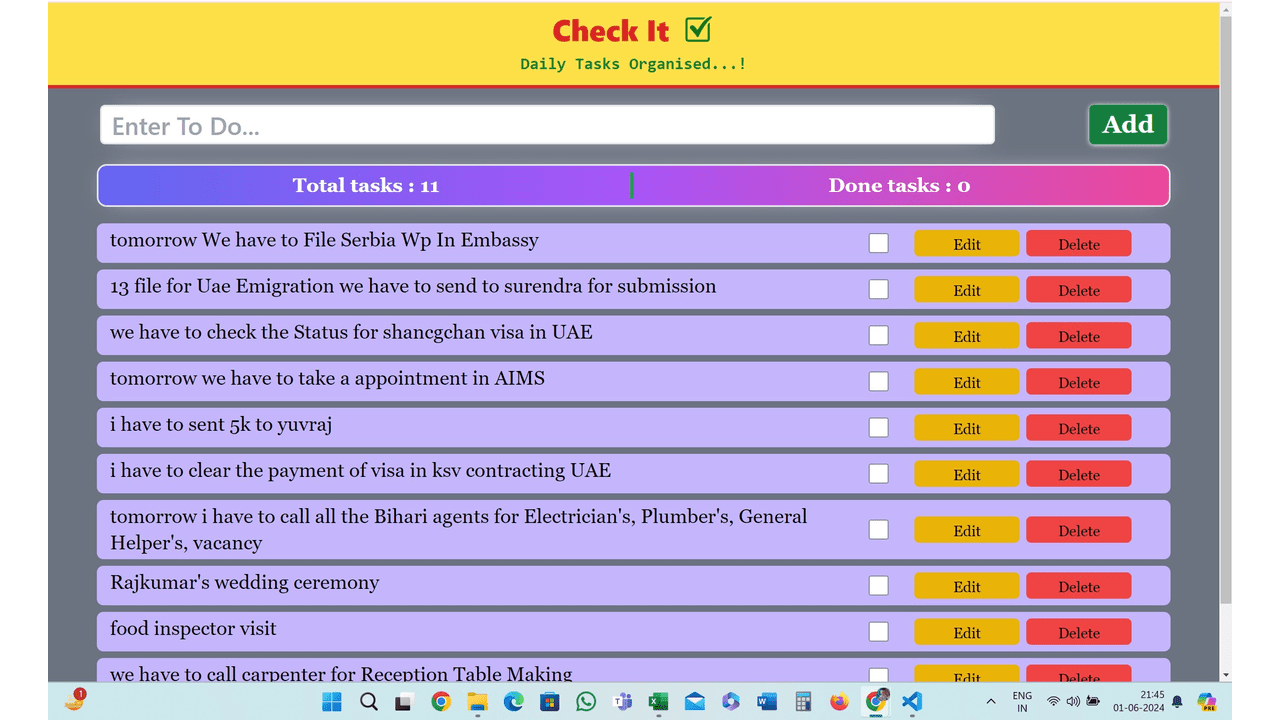 Check It
Daily Tasks Organised...!
Enter To Do...
Add
Total tasks : 11
Done tasks : 0
tomorrow We have to File Serbia Wp In Embassy
Edit
Delete
13 file for Uae Emigration we have to send to surendra for submission
Edit
Delete
we have to check the Status for shancgchan visa in UAE
Edit
Delete
tomorrow we have to take a appointment in AIMS
Edit
Delete
i have to sent 5k to yuvraj
Edit
Delete
i have to clear the payment of visa in ksv contracting UAE
Edit
Delete
tomorrow i have to call all the Bihari agents for Electrician's, Plumber's, General
Helper's, vacancy
Edit
Delete
Rajkumar's wedding ceremony
Edit
Delete
food inspector visit
Edit
Delete
we have to call carpenter for Reception Table Making
Edit
Delete
1
ENG
IN
21:45
01-06-2024
PRE